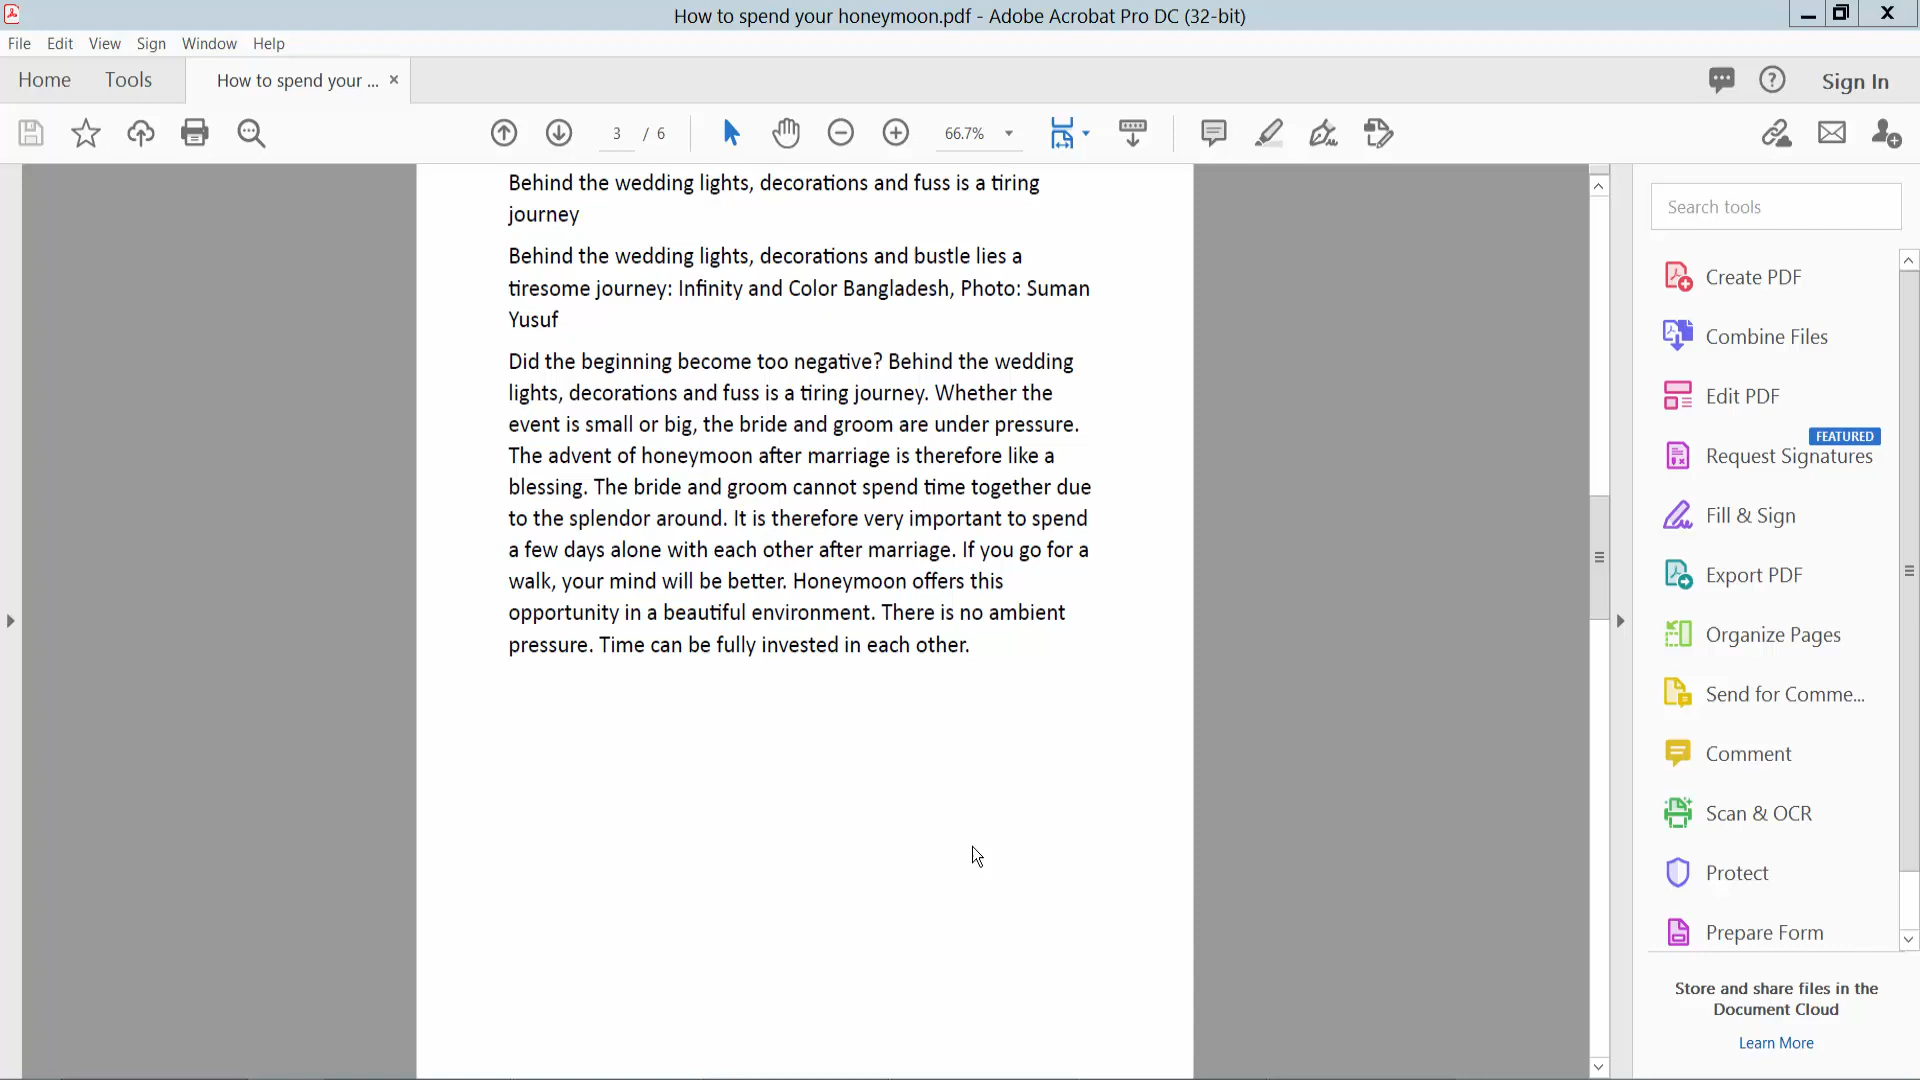 How to spend your honeymoon.pdf - Adobe Acrobat Pro DC (32-bit)
File Edit View Sign Window Help
Home Tools How to spend your ... × Sign In
3 / 6 66.7%
Behind the wedding lights, decorations and fuss is a tiring
journey
Behind the wedding lights, decorations and bustle lies a
tiresome journey: Infinity and Color Bangladesh, Photo: Suman
Yusuf
Did the beginning become too negative? Behind the wedding
lights, decorations and fuss is a tiring journey. Whether the
event is small or big, the bride and groom are under pressure.
The advent of honeymoon after marriage is therefore like a
blessing. The bride and groom cannot spend time together due
to the splendor around. It is therefore very important to spend
a few days alone with each other after marriage. If you go for a
walk, your mind will be better. Honeymoon offers this
opportunity in a beautiful environment. There is no ambient
pressure. Time can be fully invested in each other.
Search tools
Create PDF
Combine Files
Edit PDF
FEATURED
Request Signatures
Fill & Sign
Export PDF
Organize Pages
Send for Comme...
Comment
Scan & OCR
Protect
Prepare Form
Store and share files in the
Document Cloud
Learn More